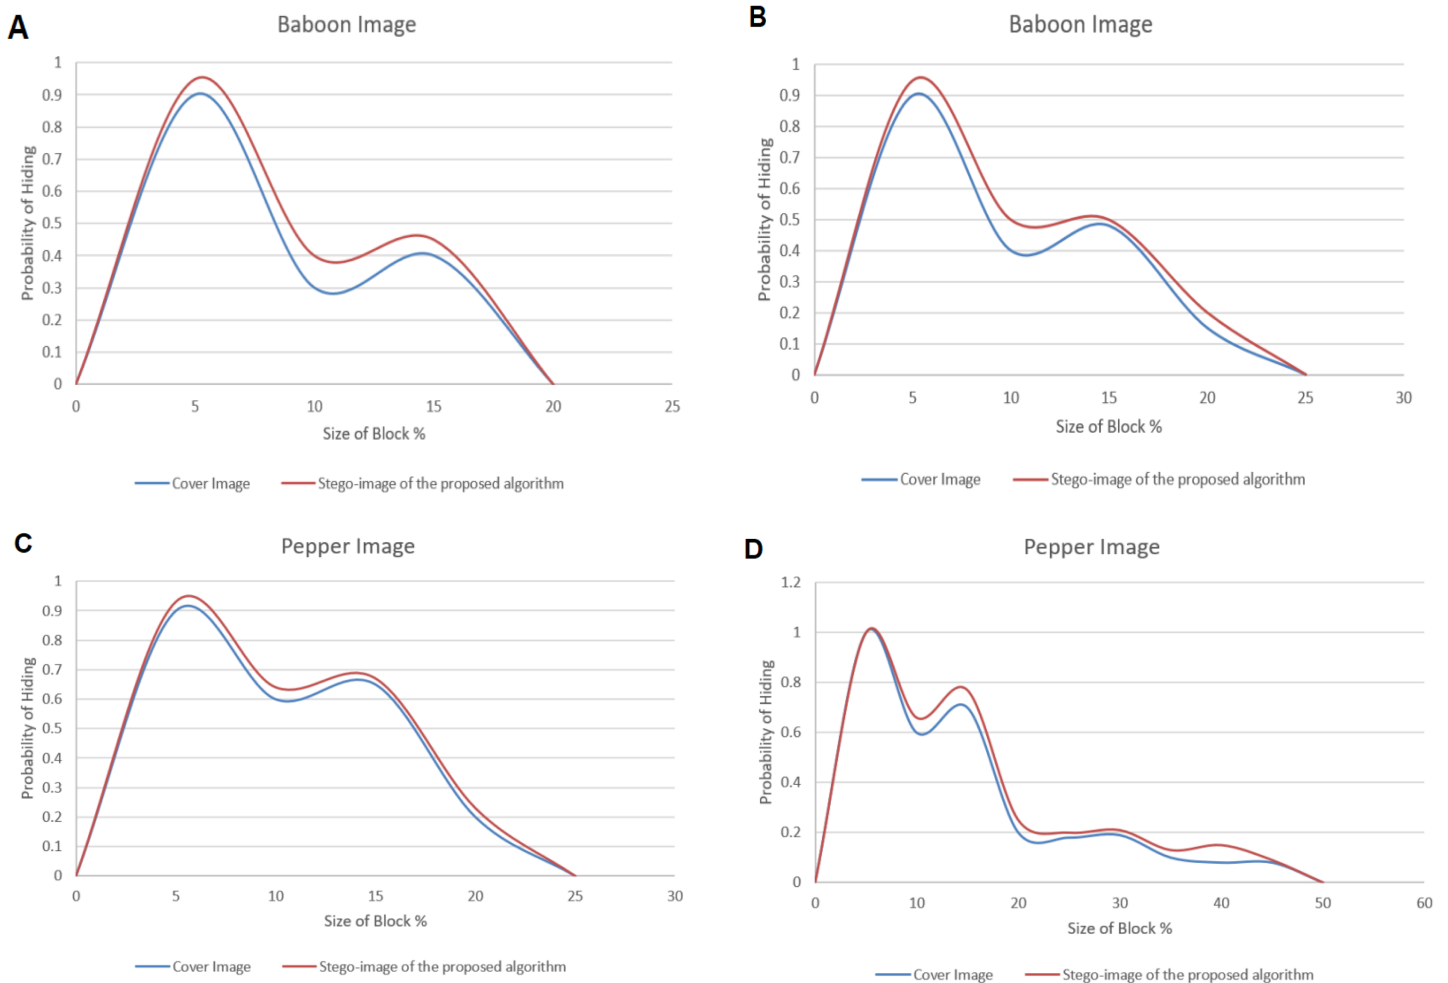 A
Baboon Image
1
0.9
0.8
0.7
0.6
0.5
0.4
0.3
0.2
0.1
0
Probability of Hiding
0 5 10 15 20 25
Size of Block %
Cover Image Stego-image of the proposed algorithm
B
Baboon Image
1
0.9
0.8
0.7
0.6
0.5
0.4
0.3
0.2
0.1
0
Probability of Hiding
0 5 10 15 20 25 30
Size of Block %
Cover Image Stego-image of the proposed algorithm
C
Pepper Image
1
0.9
0.8
0.7
0.6
0.5
0.4
0.3
0.2
0.1
0
Probability of Hiding
0 5 10 15 20 25 30
Size of Block %
Cover Image Stego-image of the proposed algorithm
D
Pepper Image
1.2
1
0.8
0.6
0.4
0.2
0
Probability of Hiding
0 10 20 30 40 50 60
Size of Block %
Cover Image Stego-image of the proposed algorithm